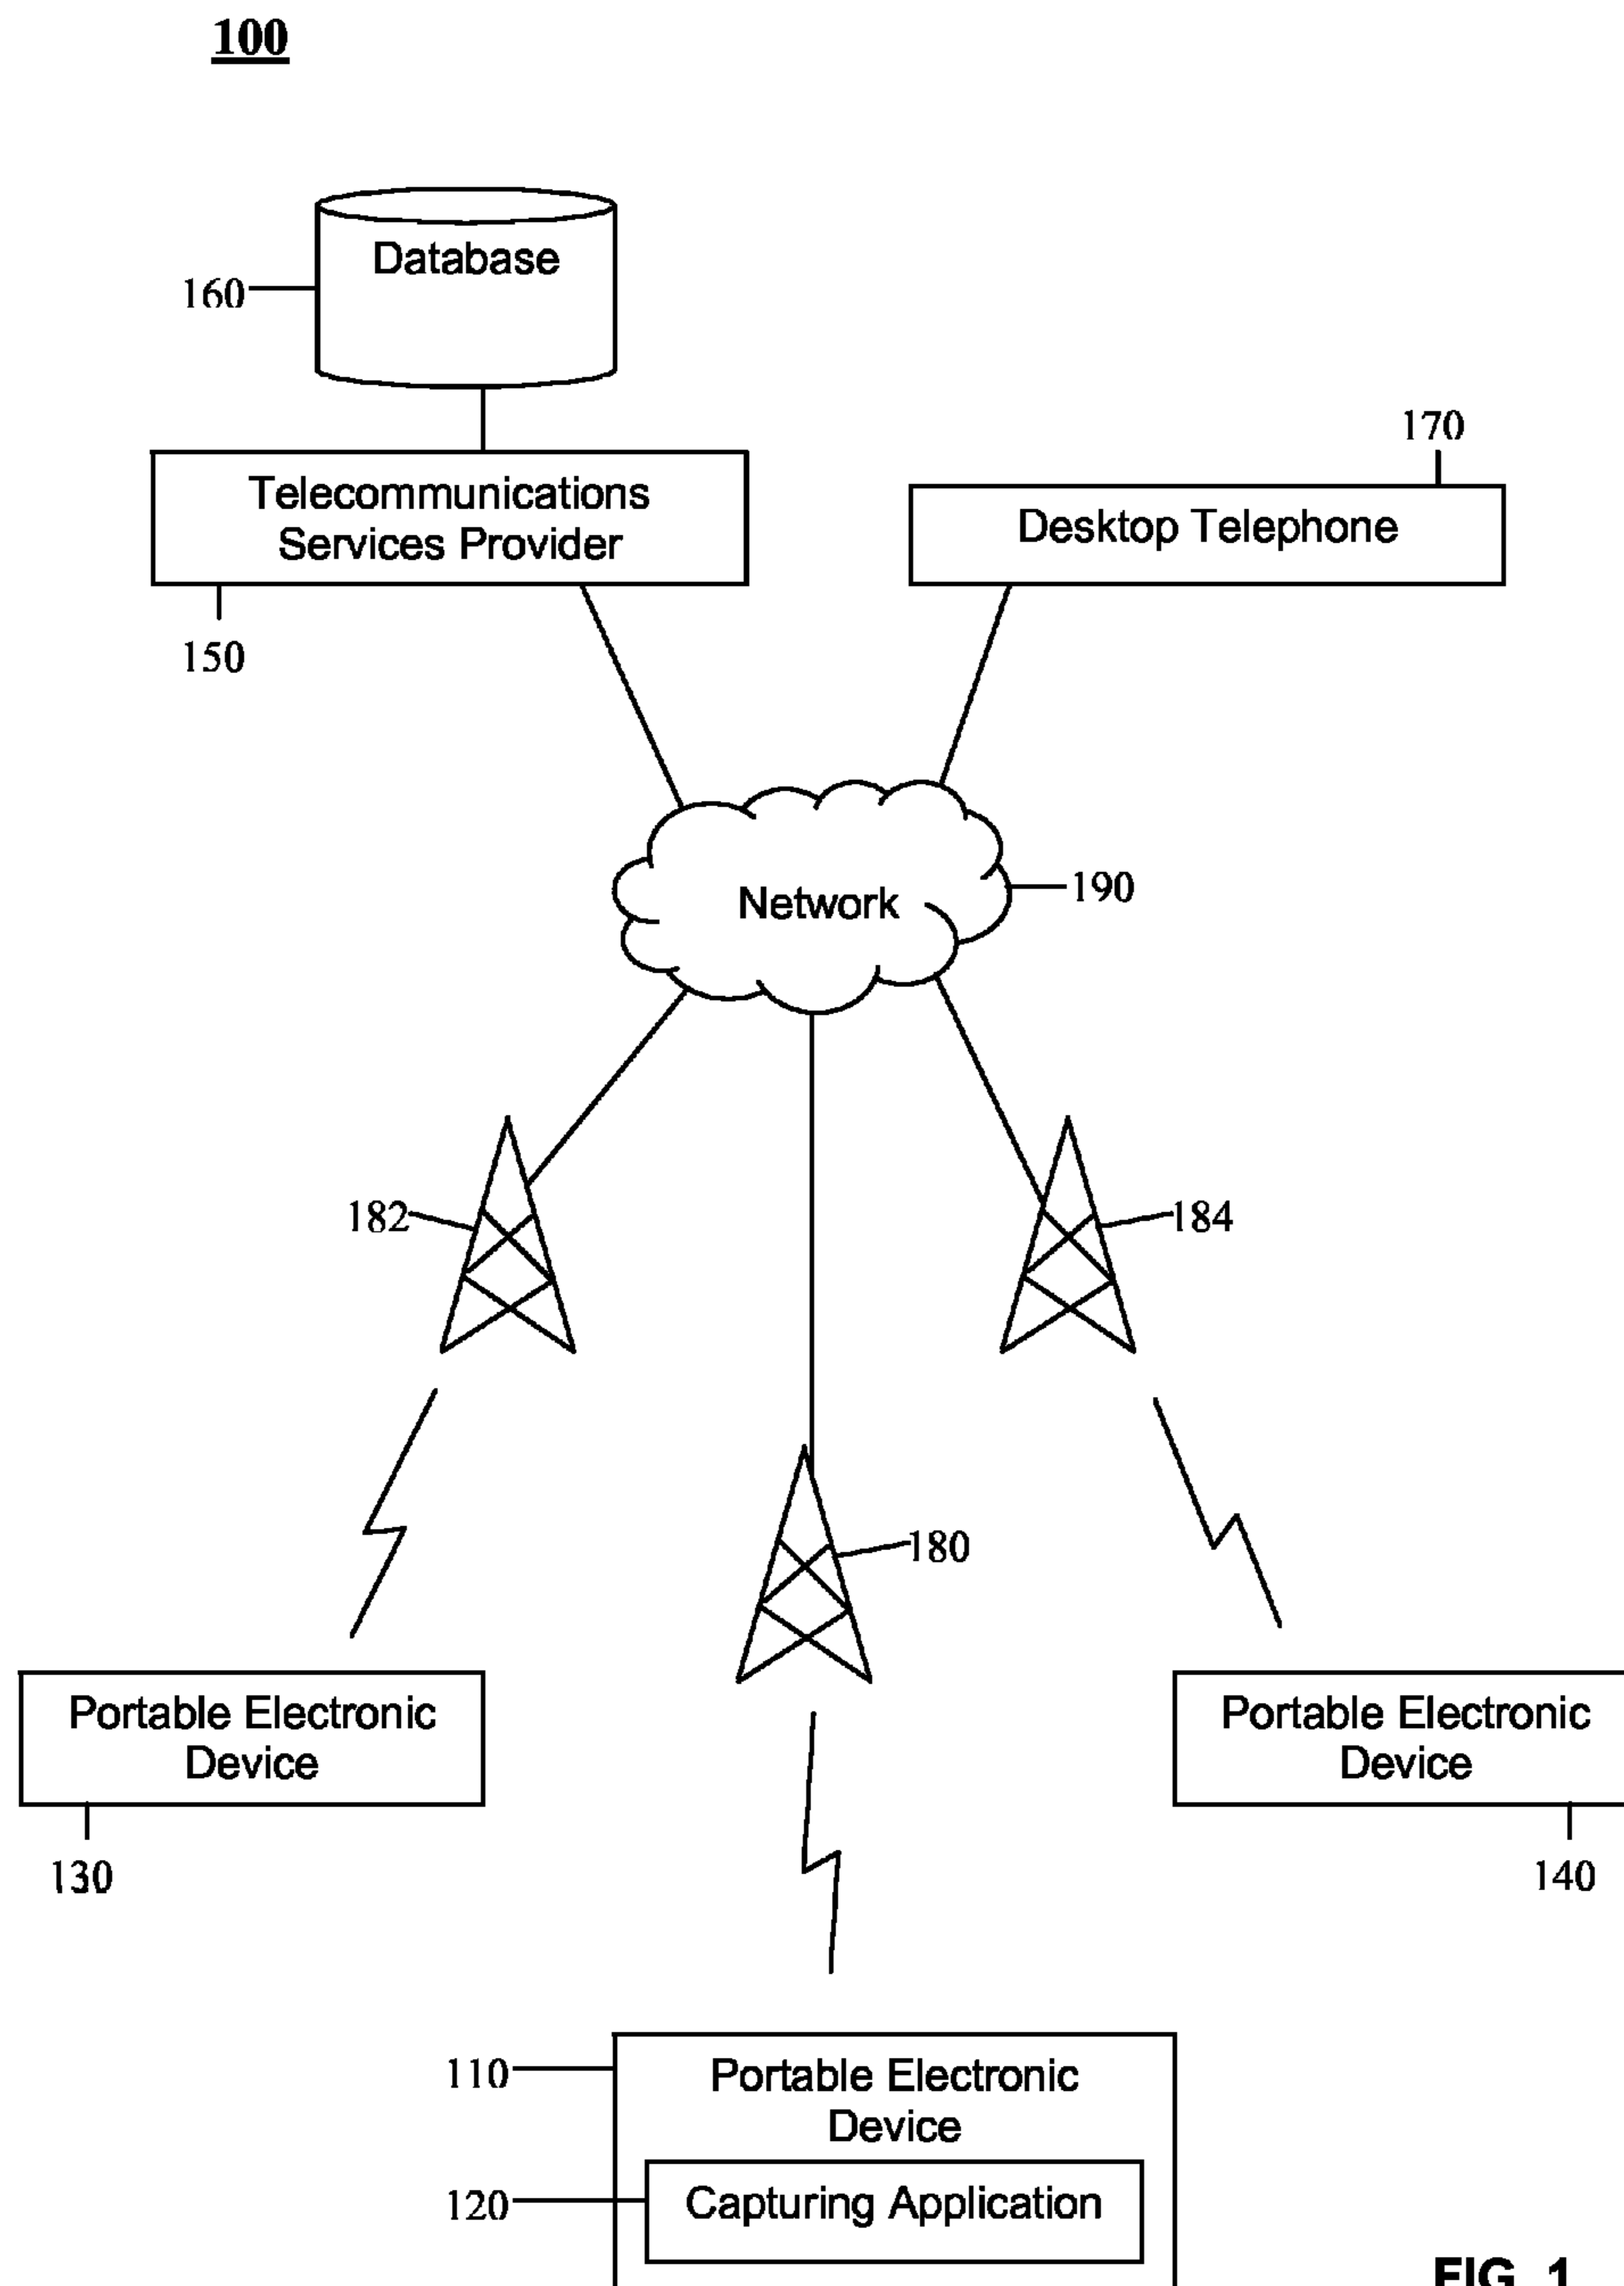 100
Database
160
170
Telecommunications
Services Provider
Desktop Telephone
150
Network
190
182
184
180
Portable Electronic
Device
Portable Electronic
Device
130
140
110
Portable Electronic
Device
120
Capturing Application
FIG. 1